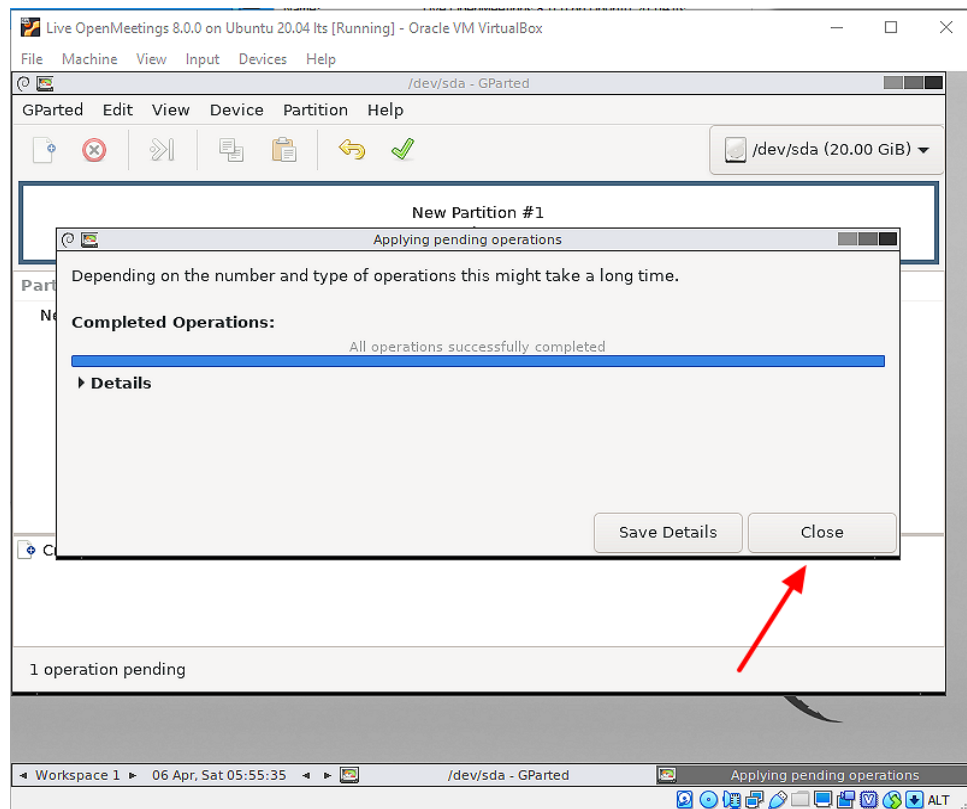 Live OpenMeetings 8.0.0 on Ubuntu 20.04 lts [Running] - Oracle VM VirtualBox
File Machine View Input Devices Help
/dev/sda - GParted
GParted Edit View Device Partition Help
/dev/sda (20.00 GiB)
New Partition #1
Applying pending operations
Part
Depending on the number and type of operations this might take a long time.
Ne
Completed Operations:
All operations successfully completed
Details
Save Details Close
1 operation pending
Workspace 1 06 Apr, Sat 05:55:35 /dev/sda - GParted Applying pending operations
ALT